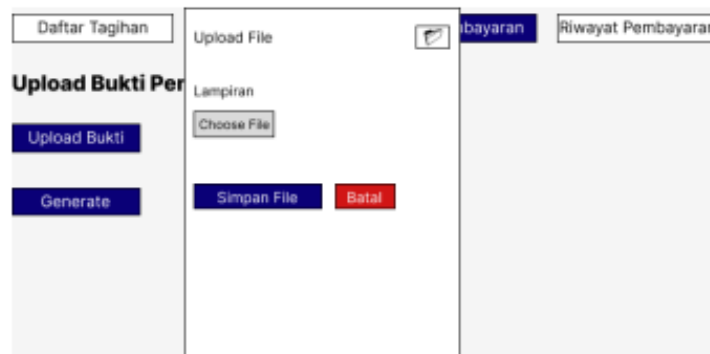 Daftar Tagihan
bayaran
Riwayat Pembayaran
Upload File
Upload Bukti Per
Lampiran
Choose File
Upload Bukti
Simpan File
Batal
Generate